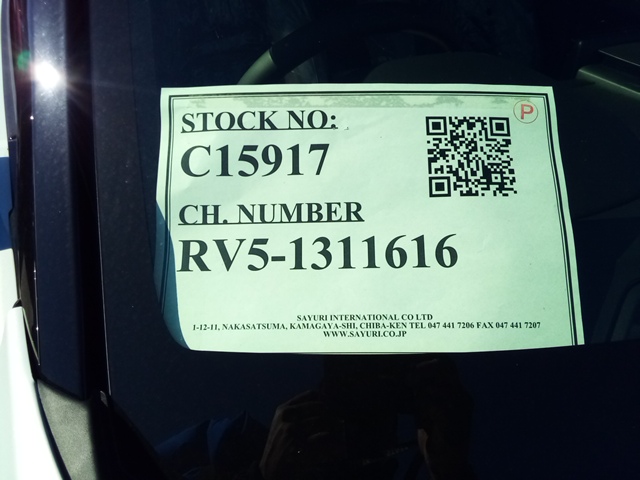 P
STOCK NO:
C15917
CH. NUMBER
RV5-1311616
SAYURI INTERNATIONAL CO LTD
1-12-11, NAKASATSUMA, KAMAGAYA-SHI, CHIBA-KEN TEL 047 441 7206 FAX 047 441 7207
WWW.SAYURI.CO.JP